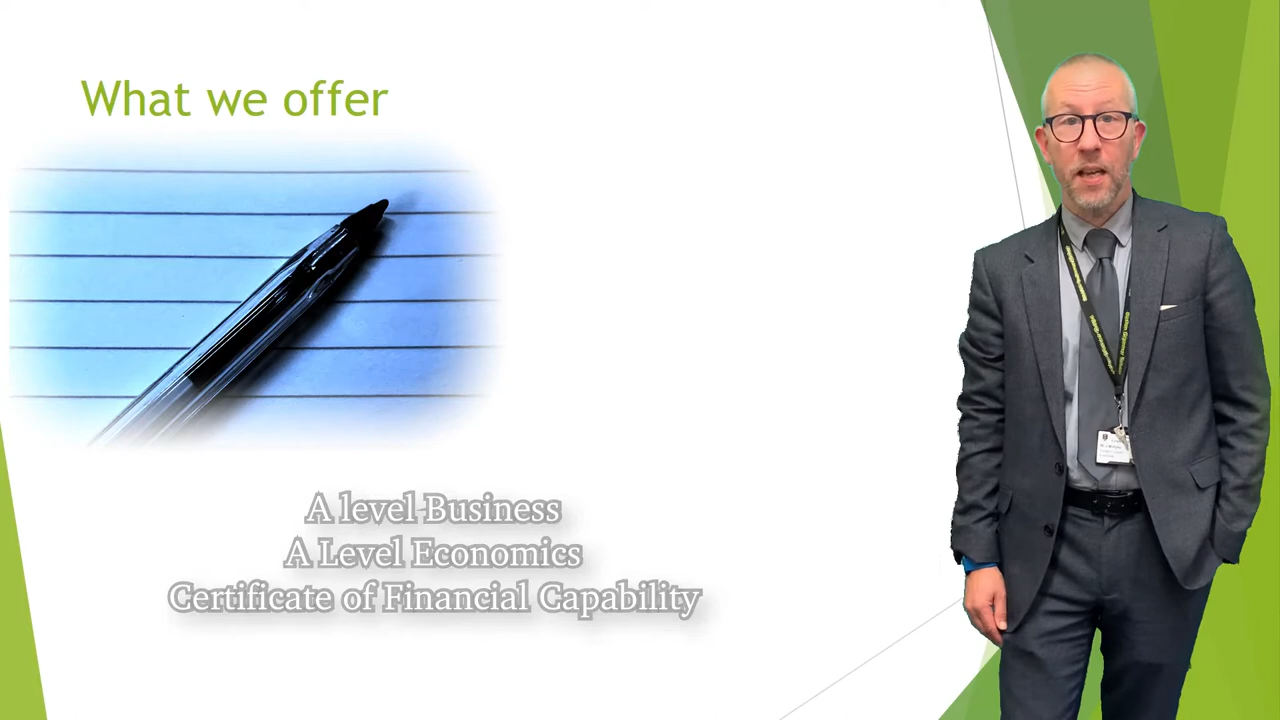 What we offer
A level Business
A Level Economics
Certificate of Financial Capability